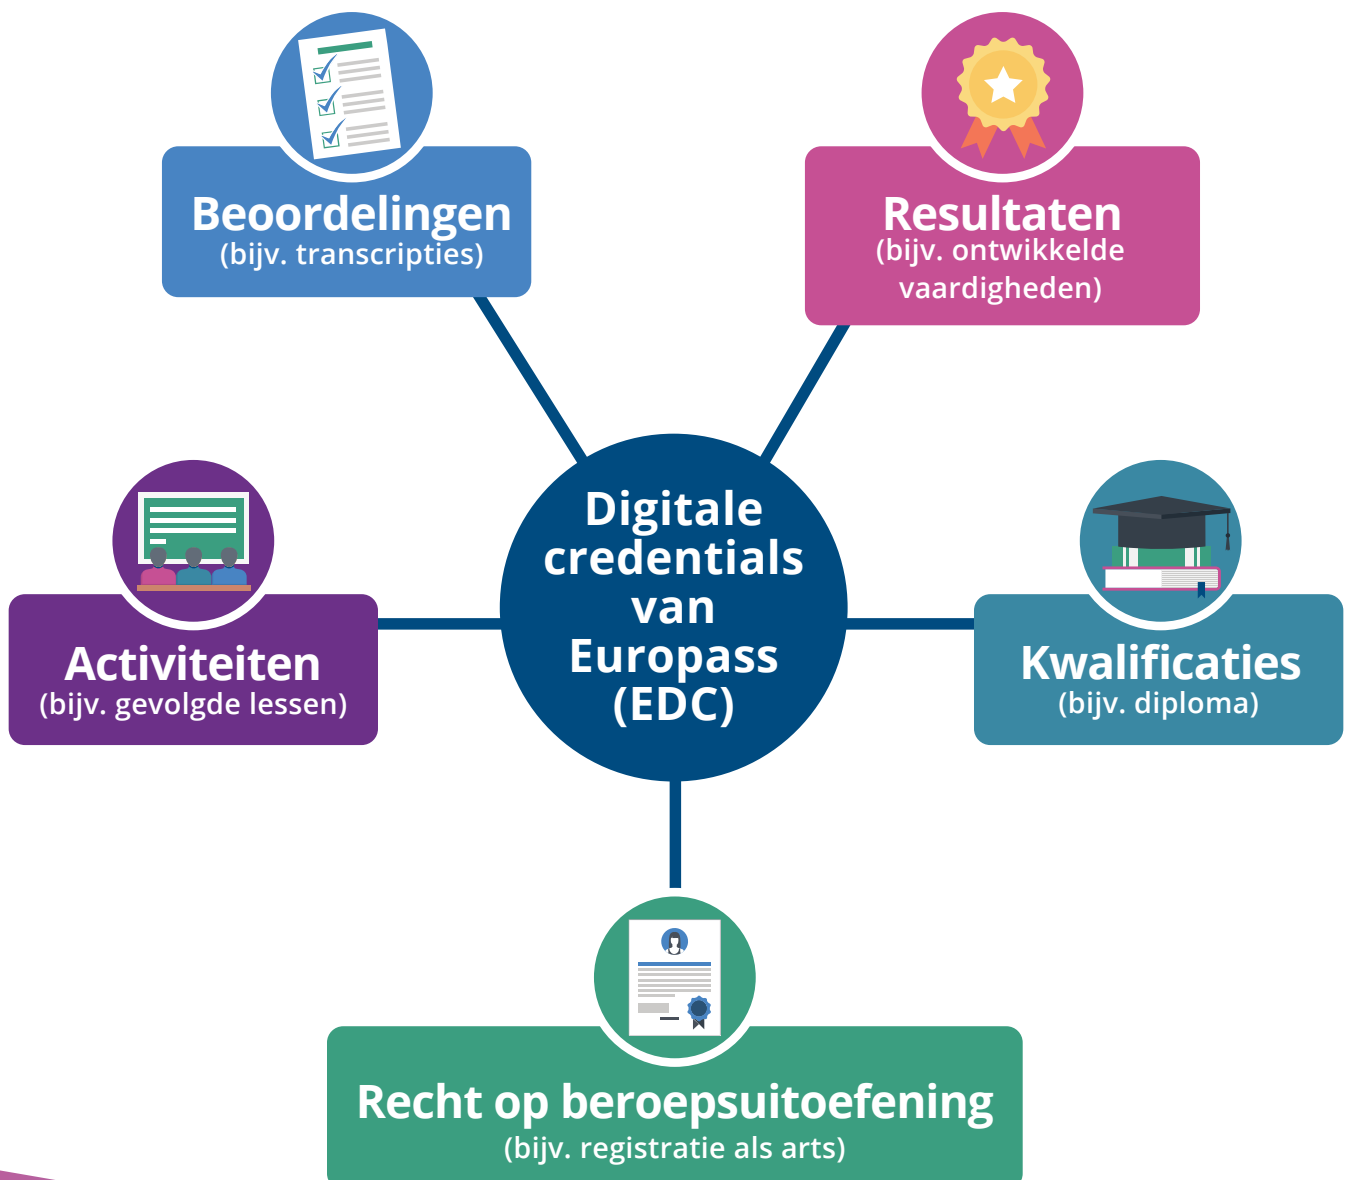 Beoordelingen
(bijv. transcripties)
Resultaten
(bijv. ontwikkelde
vaardigheden)
Digitale
credentials
van
Europass
(EDC)
Activiteiten
(bijv. gevolgde lessen)
Kwalificaties
(bijv. diploma)
Recht op beroepsuitoefening
(bijv. registratie als arts)